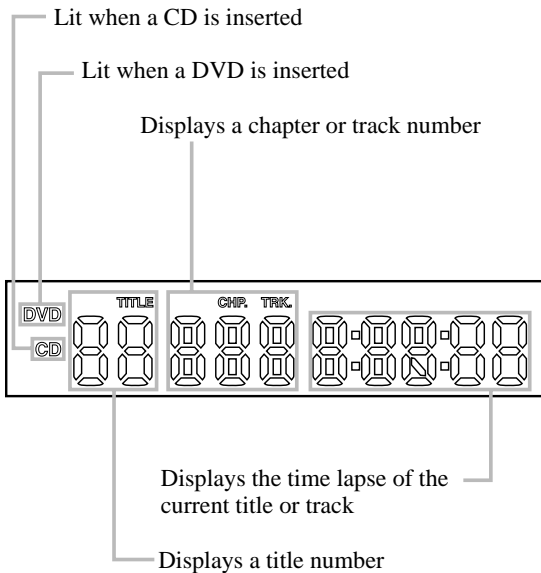 Lit when a CD is inserted
Lit when a DVD is inserted
Displays a chapter or track number
TITLE CHP. TRK.
DVD
CD
Displays the time lapse of the
current title or track
Displays a title number